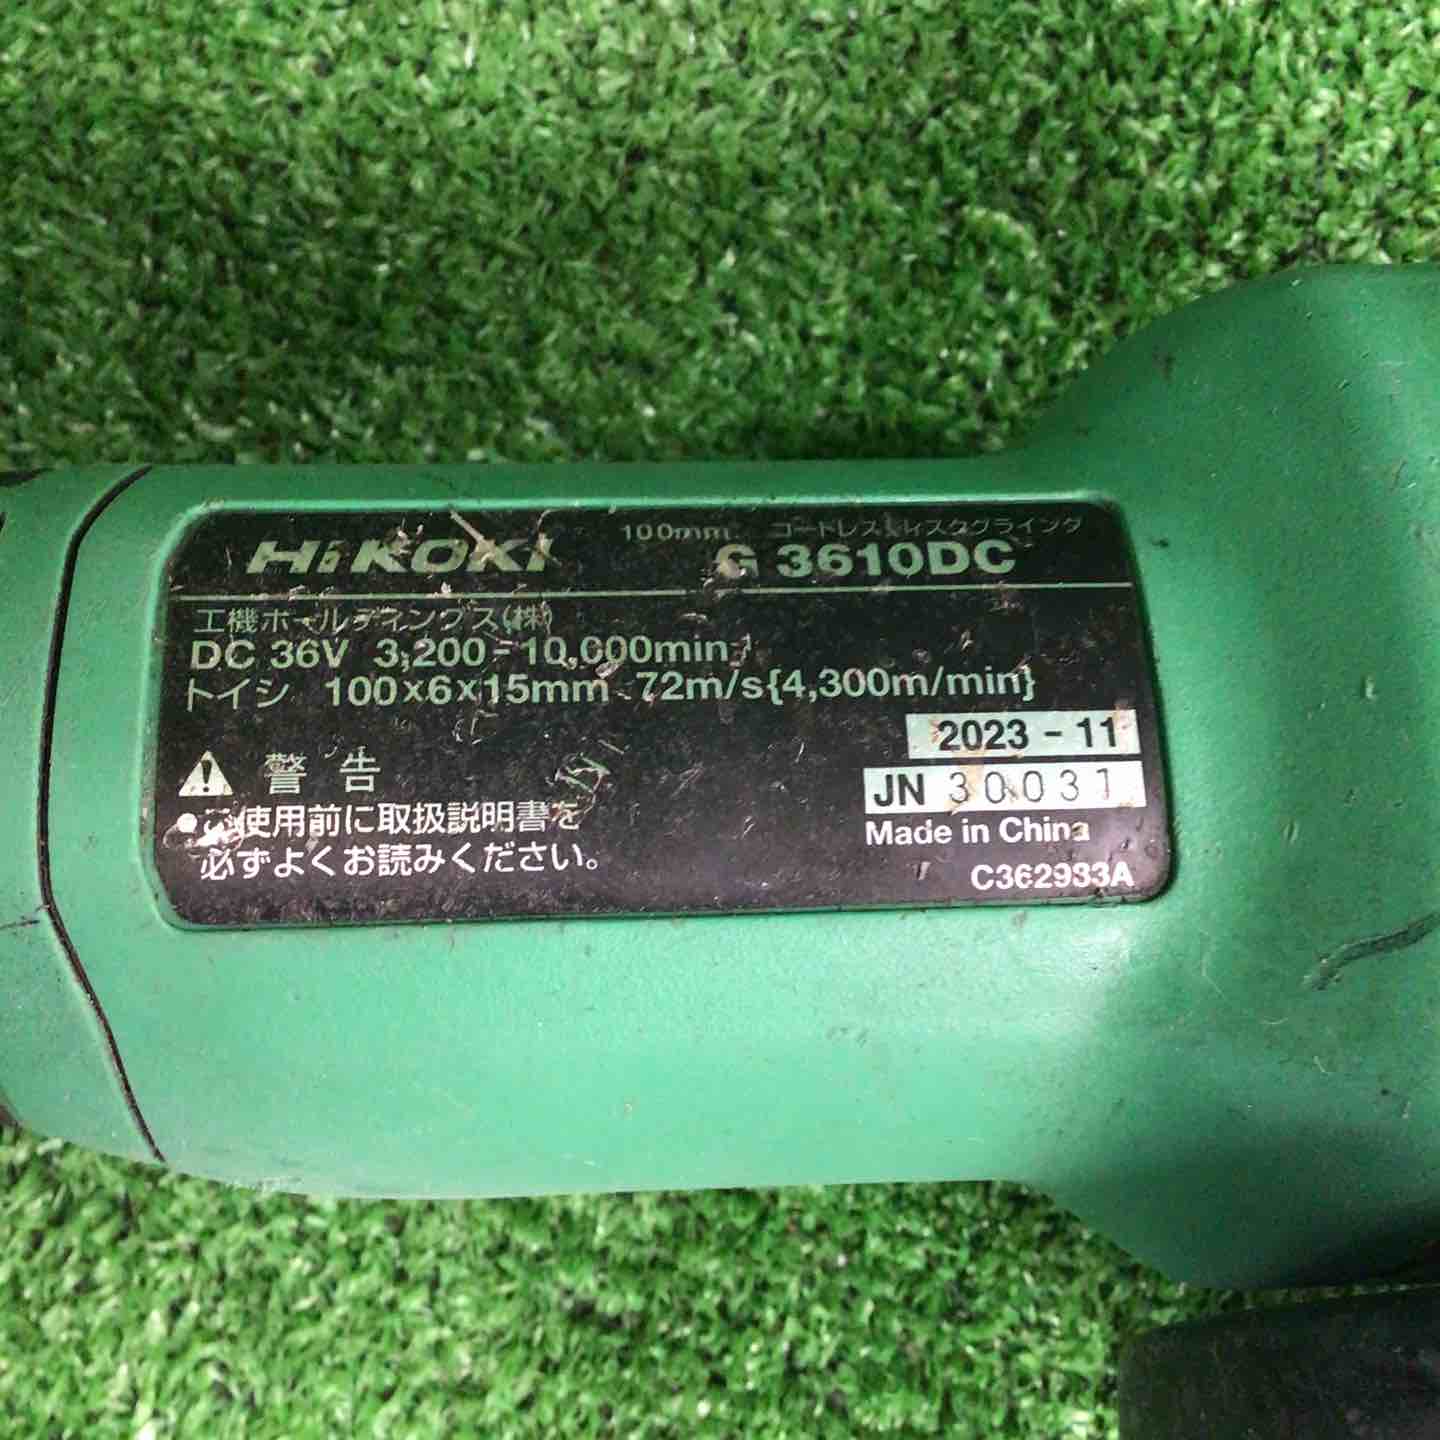 100mm コードレスディスクグラインダ
HiKOKI G 3610DC
工機ホールディングス(株)
DC 36V 3,200-10,000min⁻¹
トイシ 100×6×15mm 72m/s{4,300m/min}
2023 - 11
警告 JN 30031
●ご使用前に取扱説明書を Made in China
必ずよくお読みください。 C362933A